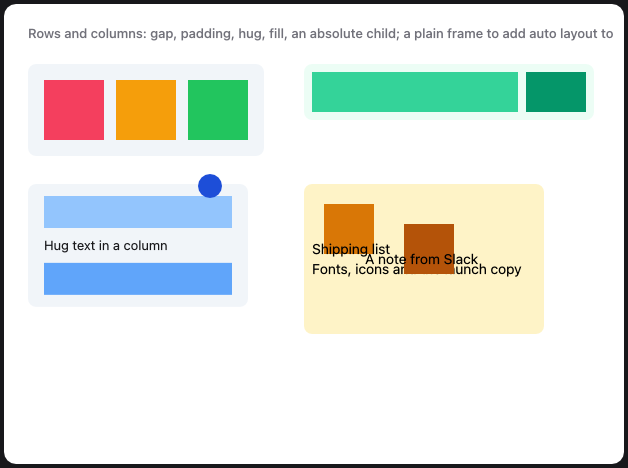 Rows and columns: gap, padding, hug, fill, an absolute child; a plain frame to add auto layout to
Hug text in a column
Shipping list
A note from Slack
Fonts, icons and launch copy